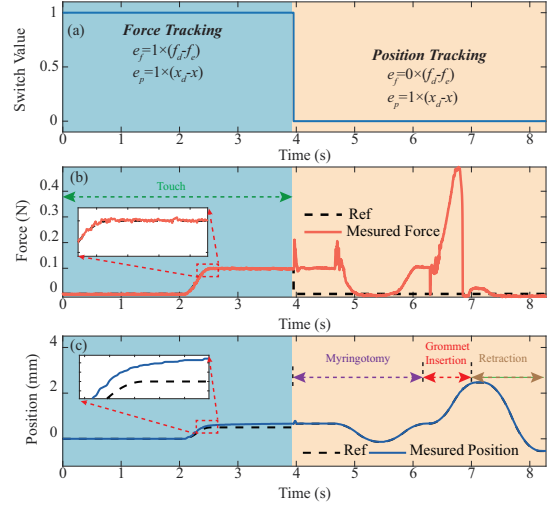 (a)
Force Tracking
e_f=1×(f_d-f_e)
e_p=1×(x_d-x)
Position Tracking
e_f=0×(f_d-f_e)
e_p=1×(x_d-x)
Switch Value
1
0.5
0
0 1 2 3 4 5 6 7 8
Time (s)
(b)
Touch
Ref
Mesured Force
Force (N)
0.4
0.3
0.2
0.1
0
0 1 2 3 4 5 6 7 8
Time (s)
(c)
Myringotomy
Grommet
Insertion
Retraction
Ref
Mesured Position
Position (mm)
4
2
0
0 1 2 3 4 5 6 7 8
Time (s)